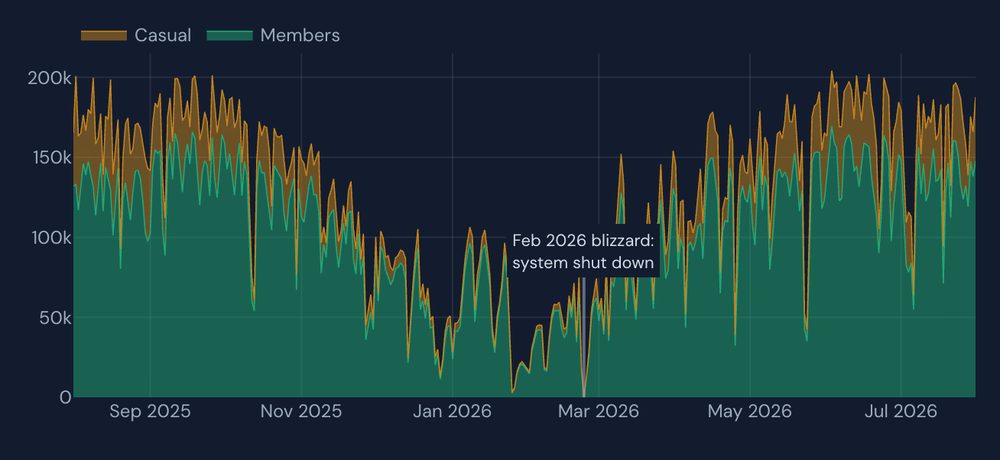 Casual Members
200k
150k
100k
50k
0
Feb 2026 blizzard:
system shut down
Sep 2025 Nov 2025 Jan 2026 Mar 2026 May 2026 Jul 2026